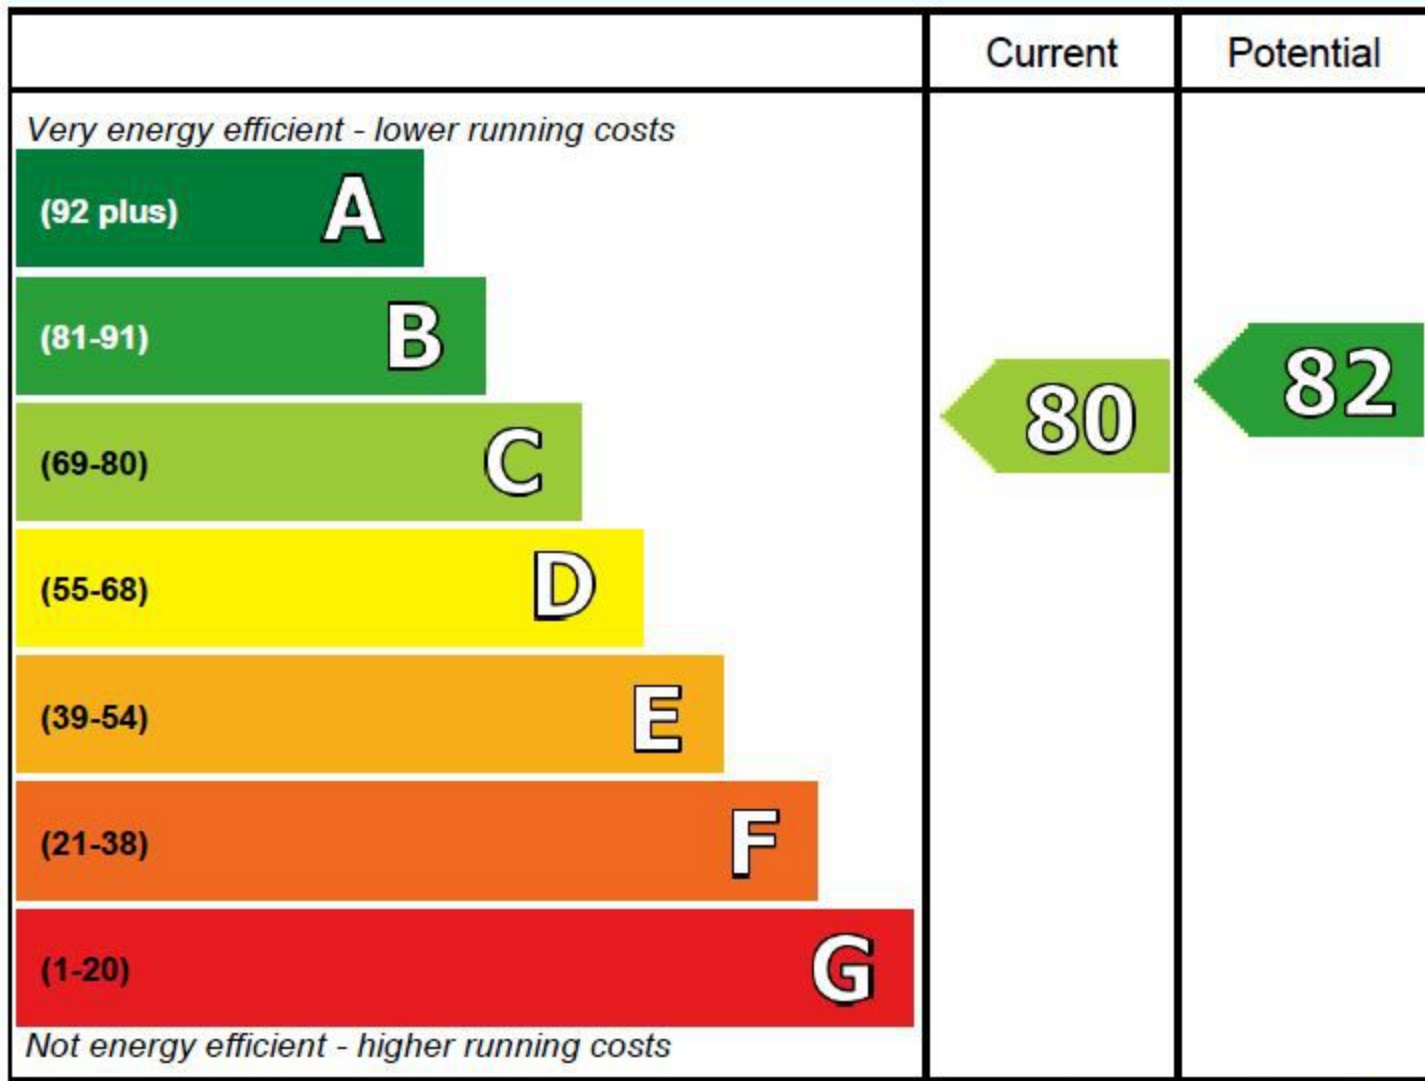 Current Potential
Very energy efficient - lower running costs
(92 plus) A
(81-91) B
(69-80) C
80
82
(55-68) D
(39-54) E
(21-38) F
(1-20) G
Not energy efficient - higher running costs